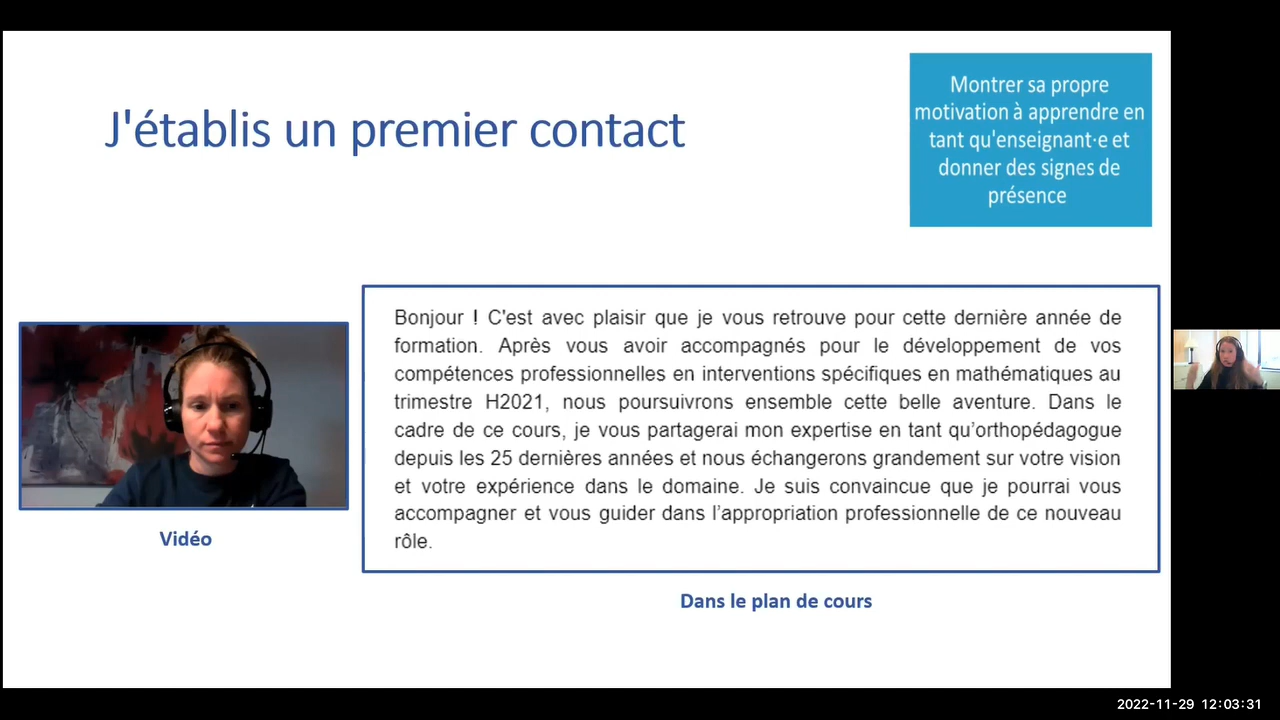 J'établis un premier contact
Montrer sa propre
motivation à apprendre en
tant qu'enseignant·e et
donner des signes de
présence
Bonjour ! C'est avec plaisir que je vous retrouve pour cette dernière année de
formation. Après vous avoir accompagnés pour le développement de vos
compétences professionnelles en interventions spécifiques en mathématiques au
trimestre H2021, nous poursuivrons ensemble cette belle aventure. Dans le
cadre de ce cours, je vous partagerai mon expertise en tant qu’orthopédagogue
depuis les 25 dernières années et nous échangerons grandement sur votre vision
et votre expérience dans le domaine. Je suis convaincue que je pourrai vous
accompagner et vous guider dans l’appropriation professionnelle de ce nouveau
rôle.
Vidéo
Dans le plan de cours
2022-11-29 12:03:31